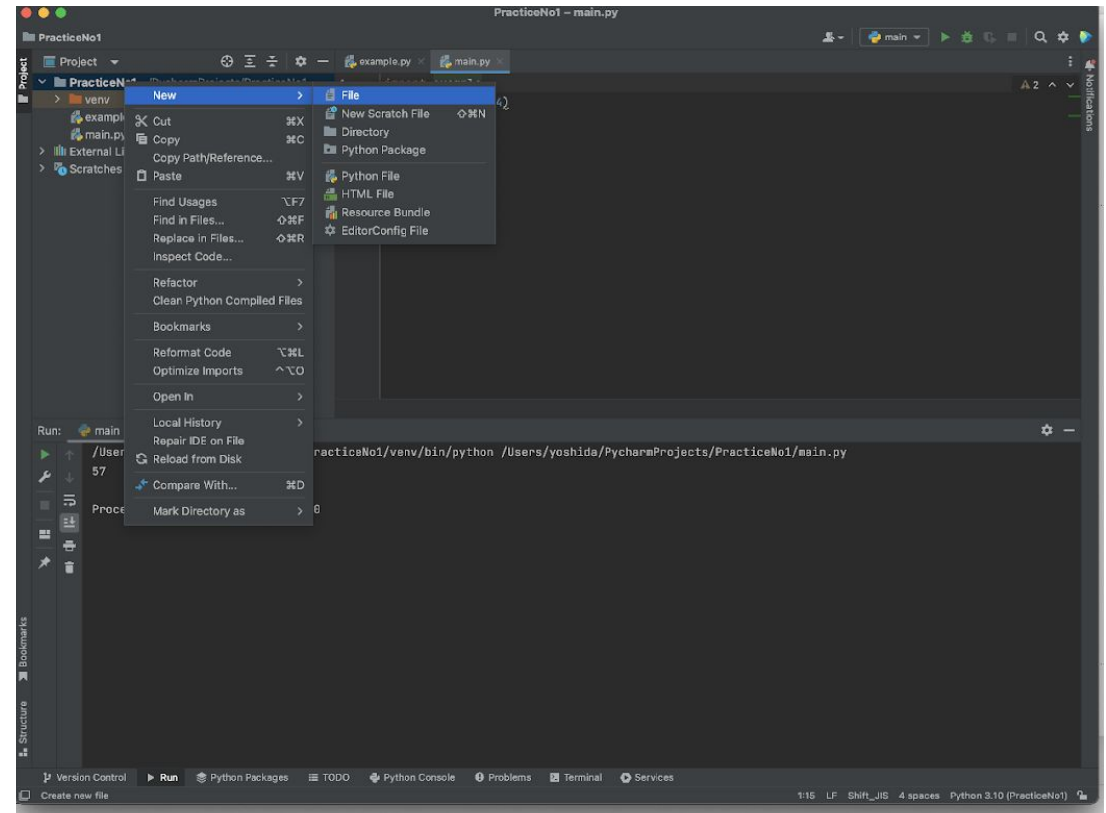 PracticeNo1 – main.py
PracticeNo1
main
Project
Project
example.py
main.py
Notifications
PracticeNo1
venv
example
main.py
External Li
Scratches
A 2
4)
New
Cut ⌘X
Copy ⌘C
Copy Path/Reference...
Paste ⌘V
Find Usages ⌥F7
Find in Files... ⇧⌘F
Replace in Files... ⇧⌘R
Inspect Code...
Refactor
Clean Python Compiled Files
Bookmarks
Reformat Code ⌥⌘L
Optimize Imports ^⌥O
Open In
Local History
Repair IDE on File
Reload from Disk
Compare With... ⌘D
Mark Directory as
File
New Scratch File ⇧⌘N
Directory
Python Package
Python File
HTML File
Resource Bundle
EditorConfig File
Run: main
/User racticeNo1/venv/bin/python /Users/yoshida/PycharmProjects/PracticeNo1/main.py
57
Proce 0
Bookmarks
Structure
Version Control Run Python Packages TODO Python Console Problems Terminal Services
Create new file 1:15 LF Shift_JIS 4 spaces Python 3.10 (PracticeNo1)